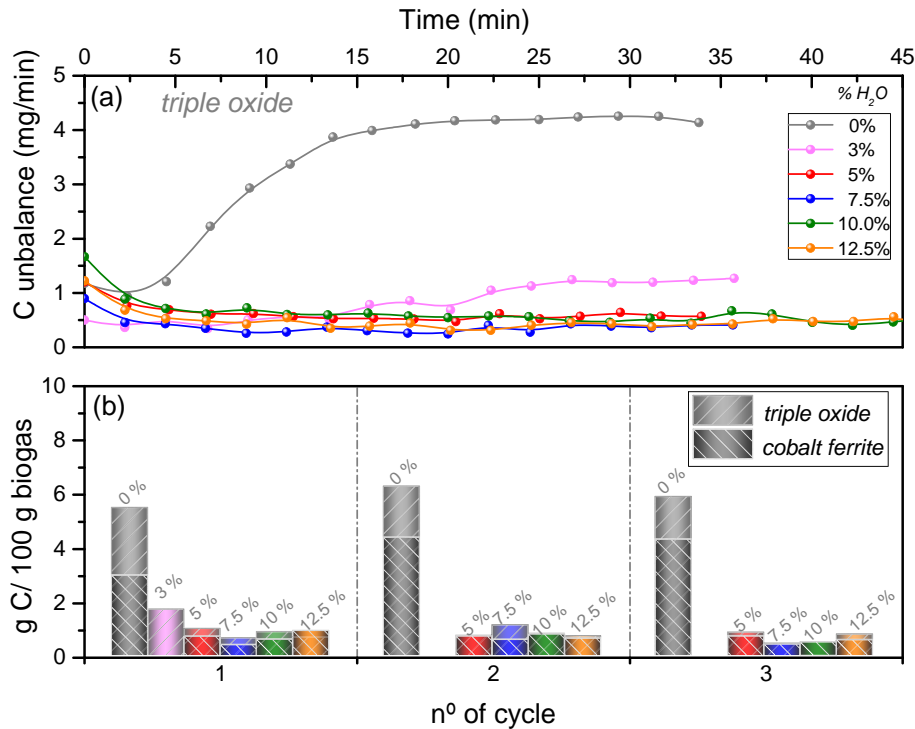 Time (min)
0 5 10 15 20 25 30 35 40 45
5
4
3
2
1
0
C unbalance (mg/min)
(a)
triple oxide
% H₂O
0%
3%
5%
7.5%
10.0%
12.5%
10
8
6
4
2
0
g C/ 100 g biogas
(b)
triple oxide
cobalt ferrite
0 %
3 %
5 %
7.5 %
10 %
12.5 %
0 %
5 %
7.5 %
10 %
12.5 %
0 %
5 %
7.5 %
10 %
12.5 %
1 2 3
nº of cycle